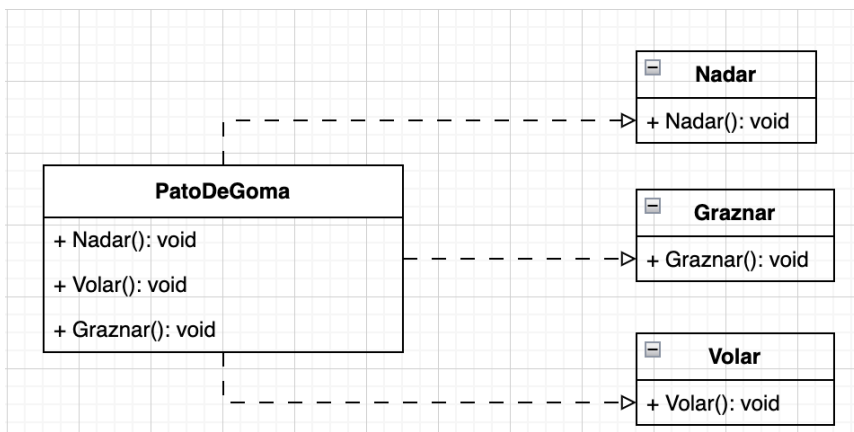 Nadar
+ Nadar(): void
PatoDeGoma
+ Nadar(): void
+ Volar(): void
+ Graznar(): void
Graznar
+ Graznar(): void
Volar
+ Volar(): void